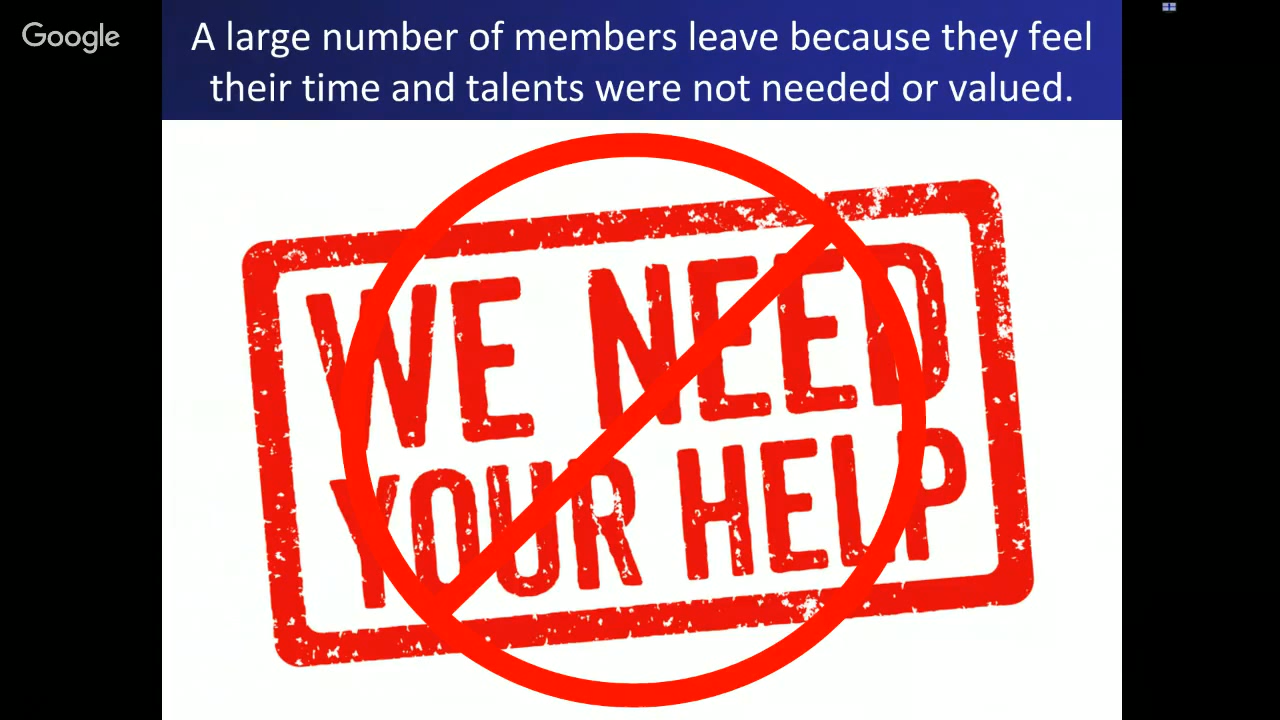 Google
A large number of members leave because they feel
their time and talents were not needed or valued.
WE NEED
YOUR HELP